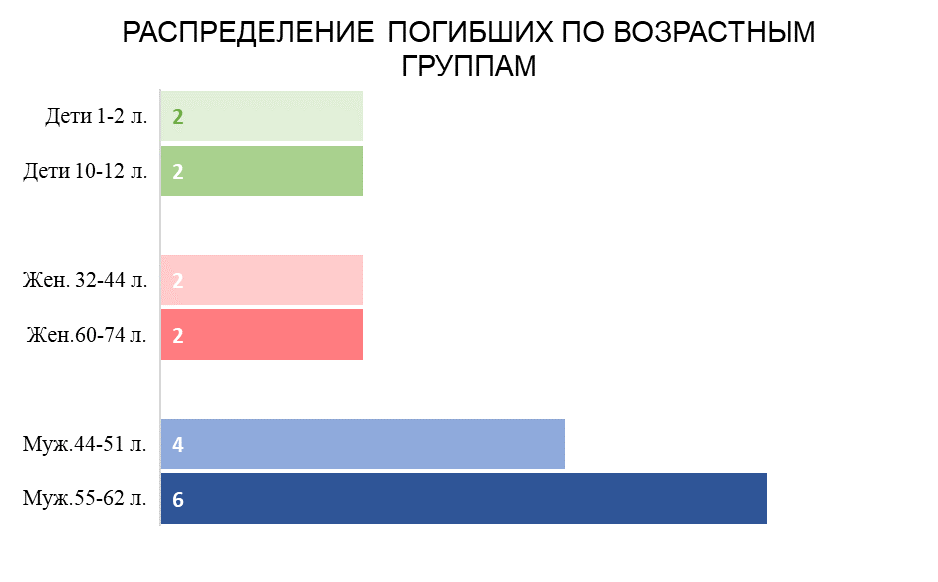 РАСПРЕДЕЛЕНИЕ ПОГИБШИХ ПО ВОЗРАСТНЫМ
ГРУППАМ
Дети 1-2 л. 2
Дети 10-12 л. 2
Жен. 32-44 л. 2
Жен.60-74 л. 2
Муж.44-51 л. 4
Муж.55-62 л. 6